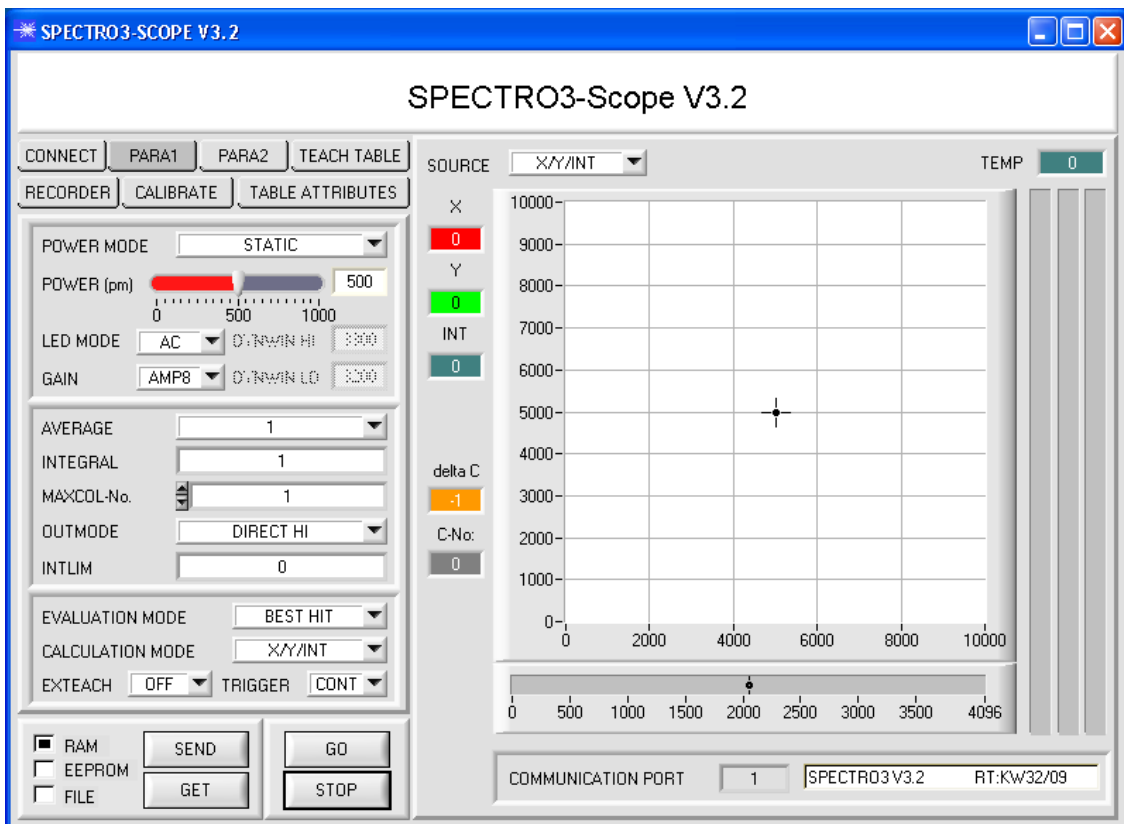 SPECTRO3-SCOPE V3.2
SPECTRO3-Scope V3.2
CONNECT PARA1 PARA2 TEACH TABLE
RECORDER CALIBRATE TABLE ATTRIBUTES
POWER MODE STATIC
POWER (pm) 500
0 500 1000
LED MODE AC DYNWIN HI
GAIN AMP8 DYNWIN LO
AVERAGE 1
INTEGRAL 1
MAXCOL-No. 1
OUTMODE DIRECT HI
INTLIM 0
EVALUATION MODE BEST HIT
CALCULATION MODE X/Y/INT
EXTEACH OFF TRIGGER CONT
RAM
EEPROM
FILE
SEND GO
GET STOP
SOURCE X/Y/INT TEMP 0
X
0
Y
0
INT
0
delta C
-1
C-No:
0
10000
9000
8000
7000
6000
5000
4000
3000
2000
1000
0
0 2000 4000 6000 8000 10000
0 500 1000 1500 2000 2500 3000 3500 4096
COMMUNICATION PORT 1 SPECTRO3 V3.2 RT:KW32/09